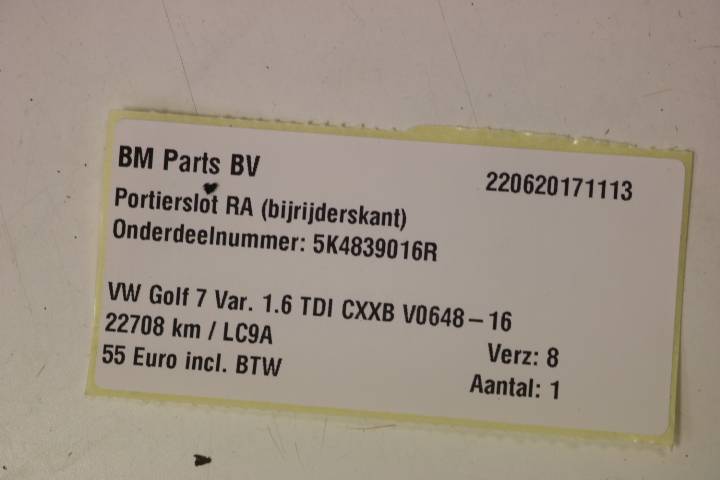 BM Parts BV 220620171113
Portierslot RA (bijrijderskant)
Onderdeelnummer: 5K4839016R
VW Golf 7 Var. 1.6 TDI CXXB V0648-16
22708 km / LC9A Verz: 8
55 Euro incl. BTW Aantal: 1